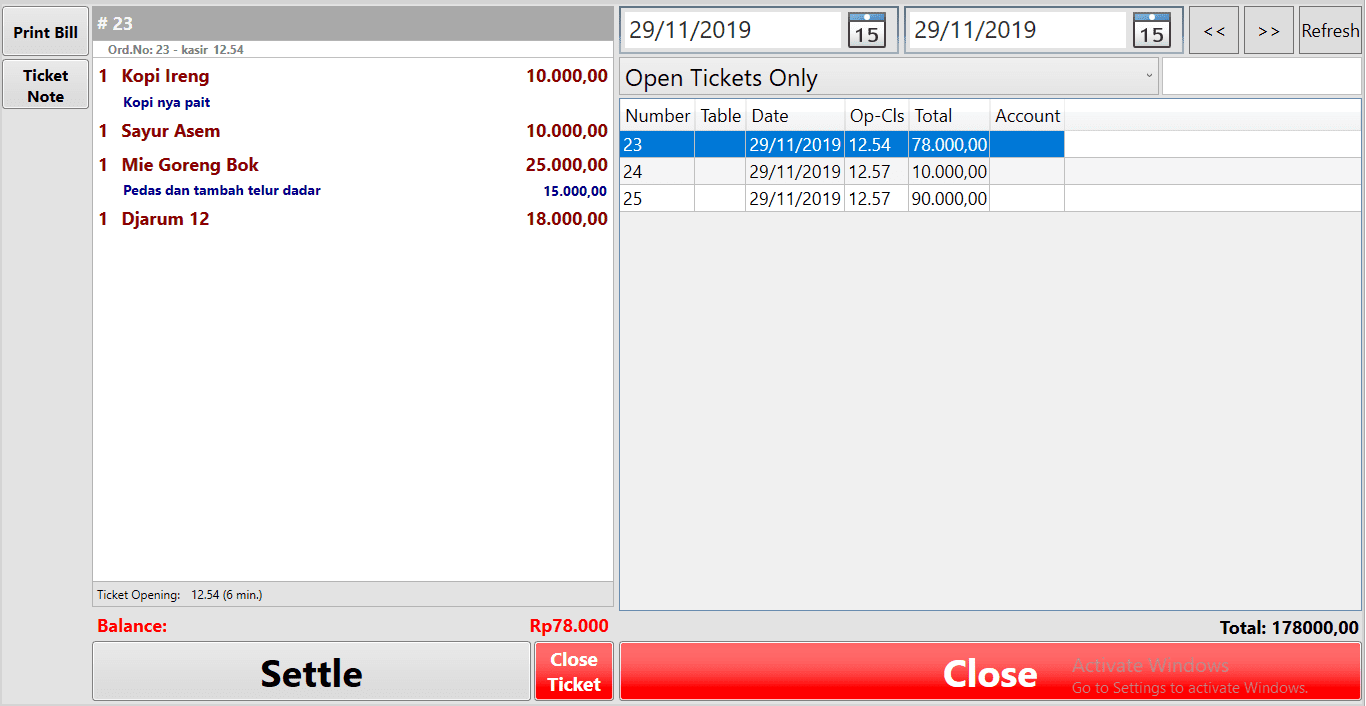 Print Bill
Ticket
Note
# 23
Ord.No: 23 - kasir 12.54
1 Kopi Ireng 10.000,00
Kopi nya pait
1 Sayur Asem 10.000,00
1 Mie Goreng Bok 25.000,00
Pedas dan tambah telur dadar 15.000,00
1 Djarum 12 18.000,00
Ticket Opening: 12.54 (6 min.)
Balance: Rp78.000
Settle
Close
Ticket
29/11/2019 15 29/11/2019 15 << >> Refresh
Open Tickets Only
Number Table Date Op-Cls Total Account
23 29/11/2019 12.54 78.000,00
24 29/11/2019 12.57 10.000,00
25 29/11/2019 12.57 90.000,00
Total: 178000,00
Close
Activate Windows
Go to Settings to activate Windows.